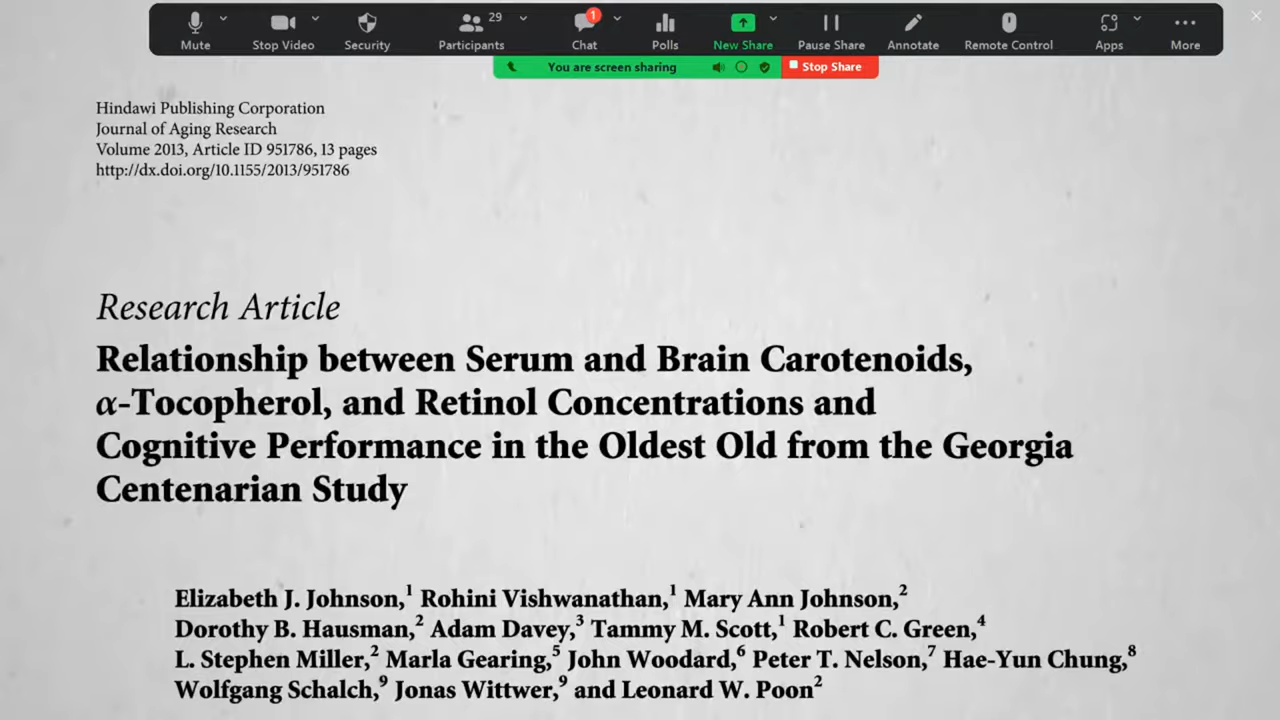 Mute
Stop Video
Security
29
Participants
1
Chat
Polls
New Share
Pause Share
Annotate
Remote Control
Apps
More
You are screen sharing
Stop Share
Hindawi Publishing Corporation
Journal of Aging Research
Volume 2013, Article ID 951786, 13 pages
http://dx.doi.org/10.1155/2013/951786
Research Article
Relationship between Serum and Brain Carotenoids,
α-Tocopherol, and Retinol Concentrations and
Cognitive Performance in the Oldest Old from the Georgia
Centenarian Study
Elizabeth J. Johnson,1 Rohini Vishwanathan,1 Mary Ann Johnson,2
Dorothy B. Hausman,2 Adam Davey,3 Tammy M. Scott,1 Robert C. Green,4
L. Stephen Miller,2 Marla Gearing,5 John Woodard,6 Peter T. Nelson,7 Hae-Yun Chung,8
Wolfgang Schalch,9 Jonas Wittwer,9 and Leonard W. Poon2